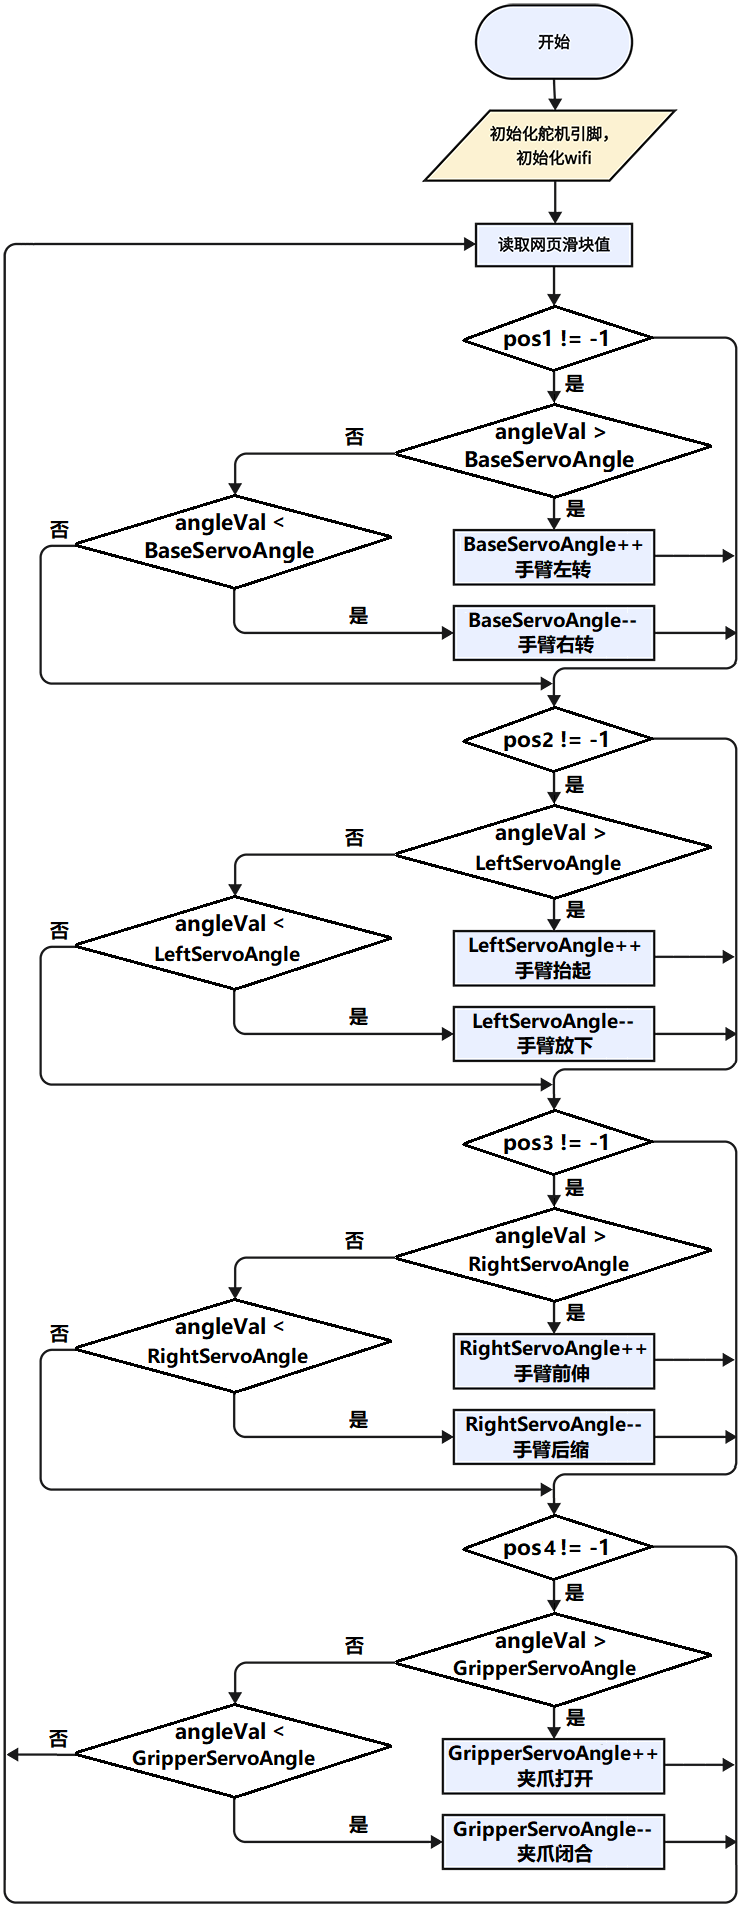 开始
初始化舵机引脚，
初始化wifi
读取网页滑块值
pos1 != -1
是
angleVal >
BaseServoAngle
否
是
angleVal <
BaseServoAngle
否
BaseServoAngle++
手臂左转
是
BaseServoAngle--
手臂右转
pos2 != -1
是
angleVal >
LeftServoAngle
否
是
angleVal <
LeftServoAngle
否
LeftServoAngle++
手臂抬起
是
LeftServoAngle--
手臂放下
pos3 != -1
是
angleVal >
RightServoAngle
否
是
angleVal <
RightServoAngle
否
RightServoAngle++
手臂前伸
是
RightServoAngle--
手臂后缩
pos4 != -1
是
angleVal >
GripperServoAngle
否
是
angleVal <
GripperServoAngle
否
GripperServoAngle++
夹爪打开
是
GripperServoAngle--
夹爪闭合